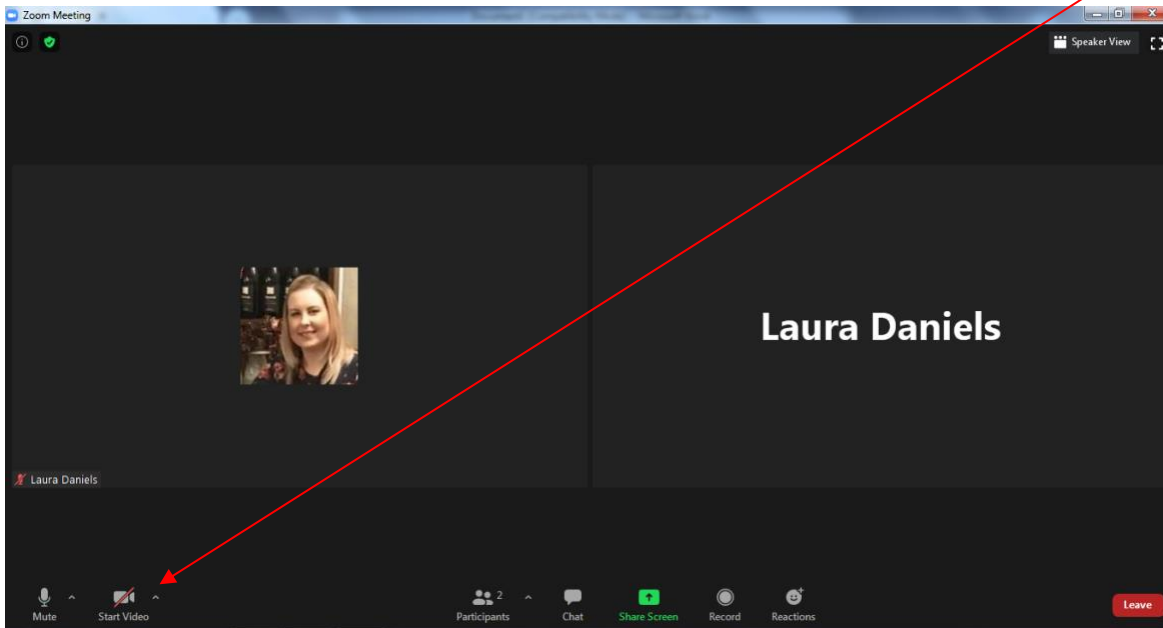 Zoom Meeting
Speaker View
Laura Daniels
Laura Daniels
Mute
Start Video
2
Participants
Chat
Share Screen
Record
Reactions
Leave